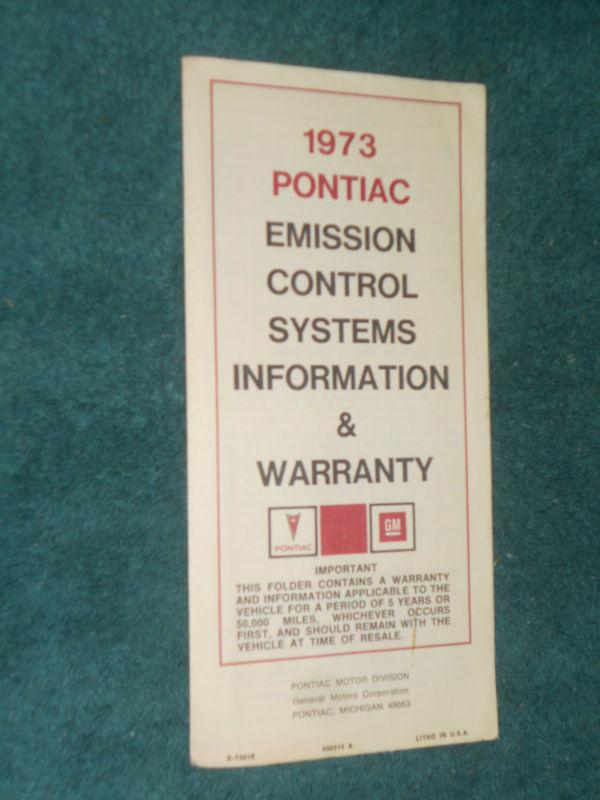 1973
PONTIAC
EMISSION
CONTROL
SYSTEMS
INFORMATION
&
WARRANTY
PONTIAC
GM
IMPORTANT
THIS FOLDER CONTAINS A WARRANTY
AND INFORMATION APPLICABLE TO THE
VEHICLE FOR A PERIOD OF 5 YEARS OR
50,000 MILES, WHICHEVER OCCURS
FIRST, AND SHOULD REMAIN WITH THE
VEHICLE AT TIME OF RESALE.
PONTIAC MOTOR DIVISION
General Motors Corporation
PONTIAC, MICHIGAN 48053
LITHO IN U.S.A.